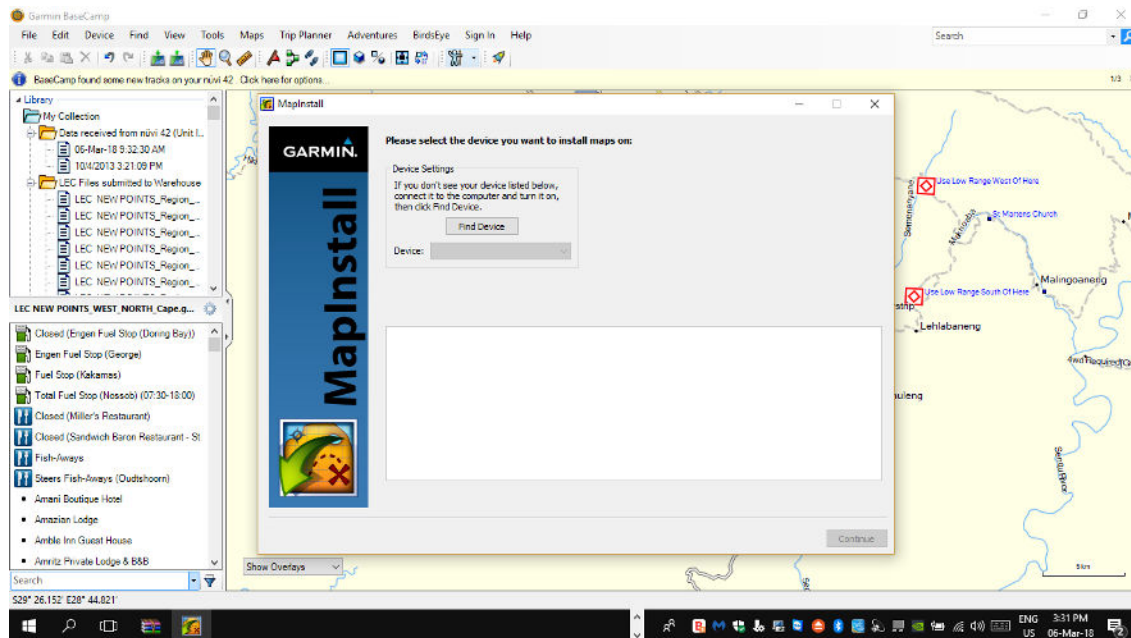 Garmin BaseCamp
File Edit Device Find View Tools Maps Trip Planner Adventures BirdsEye Sign In Help
Search
BaseCamp found some new tracks on your nüvi 42 Click here for options...
1/3
Library
My Collection
Data received from nüvi 42 (Unit I...
06-Mar-18 9:32:30 AM
10/4/2013 3:21:09 PM
LEC Files submitted to Warehouse
LEC NEW POINTS_Region_...
LEC NEW POINTS_Region_...
LEC NEW POINTS_Region_...
LEC NEW POINTS_Region_...
LEC NEW POINTS_Region_...
LEC NEW POINTS_Region_...
LEC NEW POINTS_WEST_NORTH_Cape.g...
Closed (Engen Fuel Stop (Doring Bay))
Engen Fuel Stop (George)
Fuel Stop (Kakamas)
Total Fuel Stop (Nossob) (07:30-18:00)
Closed (Miller's Restaurant)
Closed (Sandwich Baron Restaurant - St
Fish-Aways
Steers Fish-Aways (Oudtshoorn)
Amani Boutique Hotel
Amazian Lodge
Amble Inn Guest House
Amritz Private Lodge & B&B
Search
S29° 26.152' E28° 44.821'
MapInstall
GARMIN.
MapInstall
Please select the device you want to install maps on:
Device Settings
If you don't see your device listed below,
connect it to the computer and turn it on,
then click Find Device.
Find Device
Device:
Continue
Show Overlays
Semonanyane
Use Low Range West Of Here
St Martens Church
Malingoaneng
Use Low Range South Of Here
Lehlabaneng
uleng
5km
ENG
US
3:31 PM
06-Mar-18